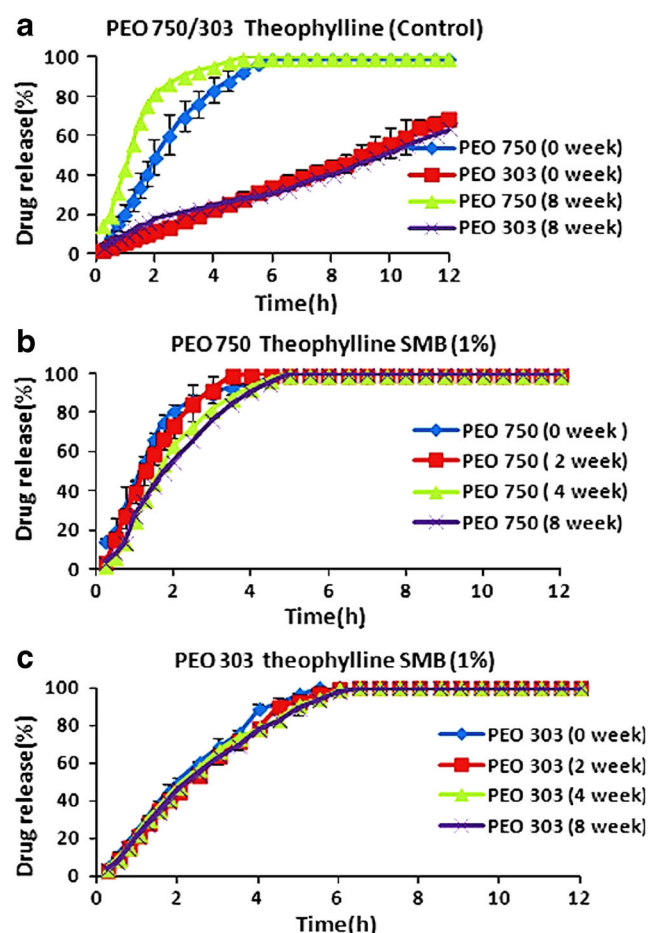 a
PEO 750/303 Theophylline (Control)
Drug release(%)
100
80
60
40
20
0
PEO 750 (0 week)
PEO 303 (0 week)
PEO 750 (8 week)
PEO 303 (8 week)
0 2 4 6 8 10 12
Time(h)
b
PEO 750 Theophylline SMB (1%)
Drug release(%)
100
80
60
40
20
0
PEO 750 (0 week )
PEO 750 ( 2 week)
PEO 750 ( 4 week)
PEO 750 (8 week)
0 2 4 6 8 10 12
Time(h)
c
PEO 303 theophylline SMB (1%)
Drug release(%)
100
80
60
40
20
0
PEO 303 (0 week)
PEO 303 (2 week)
PEO 303 (4 week)
PEO 303 (8 week)
0 2 4 6 8 10 12
Time(h)